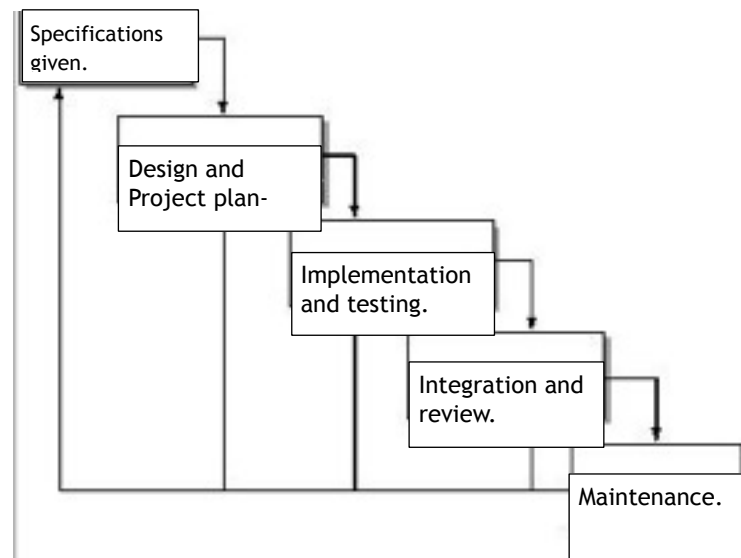 Specifications
given.
Design and
Project plan-
Implementation
and testing.
Integration and
review.
Maintenance.